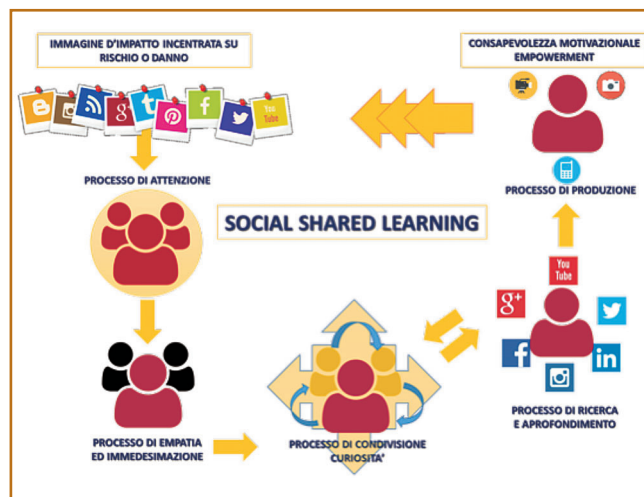 IMMAGINE D'IMPATTO INCENTRATA SU
RISCHIO O DANNO
g+
t
f
You
Tube
PROCESSO DI ATTENZIONE
CONSAPEVOLEZZA MOTIVAZIONALE
EMPOWERMENT
PROCESSO DI PRODUZIONE
SOCIAL SHARED LEARNING
You
Tube
g+
f
in
PROCESSO DI EMPATIA
ED IMMEDESIMAZIONE
PROCESSO DI CONDIVISIONE
CURIOSITA'
PROCESSO DI RICERCA
E APROFONDIMENTO